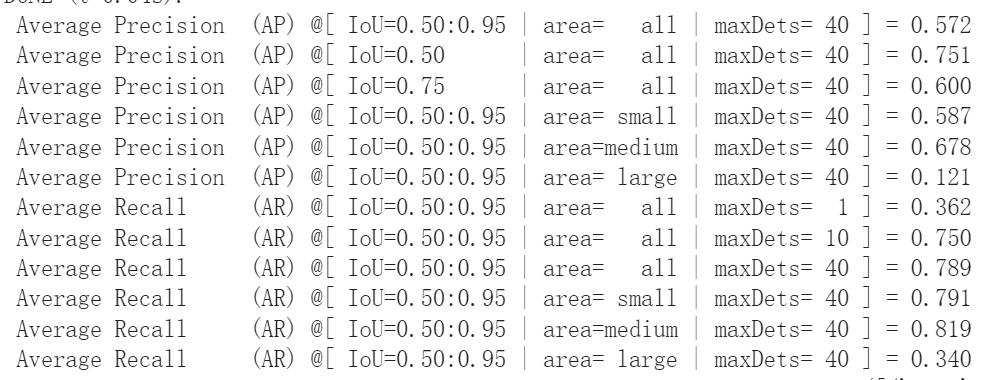 Average Precision  (AP) @[ IoU=0.50:0.95 | area=   all | maxDets= 40 ] = 0.572
Average Precision  (AP) @[ IoU=0.50      | area=   all | maxDets= 40 ] = 0.751
Average Precision  (AP) @[ IoU=0.75      | area=   all | maxDets= 40 ] = 0.600
Average Precision  (AP) @[ IoU=0.50:0.95 | area= small | maxDets= 40 ] = 0.587
Average Precision  (AP) @[ IoU=0.50:0.95 | area=medium | maxDets= 40 ] = 0.678
Average Precision  (AP) @[ IoU=0.50:0.95 | area= large | maxDets= 40 ] = 0.121
Average Recall     (AR) @[ IoU=0.50:0.95 | area=   all | maxDets=  1 ] = 0.362
Average Recall     (AR) @[ IoU=0.50:0.95 | area=   all | maxDets= 10 ] = 0.750
Average Recall     (AR) @[ IoU=0.50:0.95 | area=   all | maxDets= 40 ] = 0.789
Average Recall     (AR) @[ IoU=0.50:0.95 | area= small | maxDets= 40 ] = 0.791
Average Recall     (AR) @[ IoU=0.50:0.95 | area=medium | maxDets= 40 ] = 0.819
Average Recall     (AR) @[ IoU=0.50:0.95 | area= large | maxDets= 40 ] = 0.340